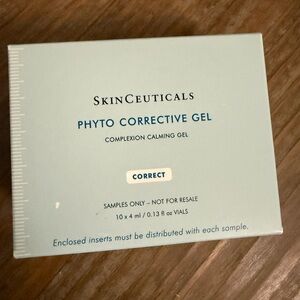 SKINCEUTICALS
PHYTO CORRECTIVE GEL
COMPLEXION CALMING GEL
CORRECT
SAMPLES ONLY – NOT FOR RESALE
10 x 4 ml / 0.13 fl oz VIALS
Enclosed inserts must be distributed with each sample.